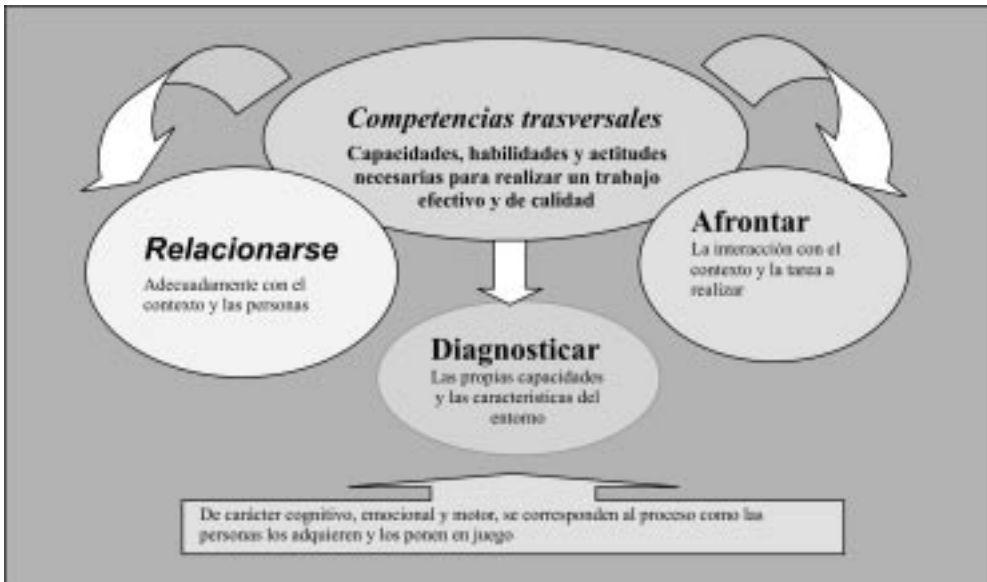 Competencias trasversales
Capacidades, habilidades y actitudes
necesarias para realizar un trabajo
efectivo y de calidad
Relacionarse
Adecuadamente con el
contexto y las personas
Afrontar
La interacción con el
contexto y la tarea a
realizar
Diagnosticar
Las propias capacidades
y las características del
entorno
De carácter cognitivo, emocional y motor, se corresponden al proceso como las
personas los adquieren y los ponen en juego